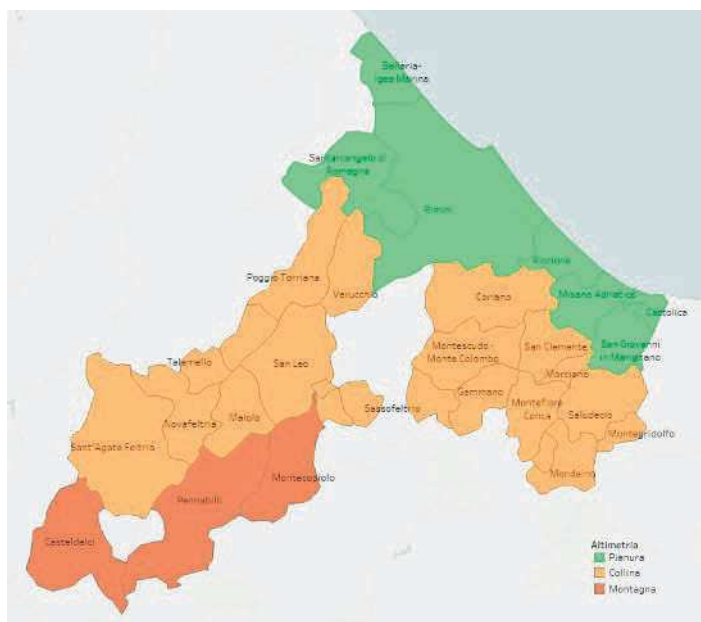 Bellaria-
Igea Marina
Santarcangelo di
Romagna
Rimini
Riccione
Poggio Torriana
Verucchio
Coriano
Misano Adriatico
Cattolica
San Giovanni
in Marignano
Montescudo -
Monte Colombo
San Clemente
Morciano
Talamello
San Leo
Gemmano
Montefiore
Conca
Saludecio
Sassofeltrio
Maiolo
Novafeltria
Montegridolfo
Sant'Agata Feltria
Mondaino
Montecopiolo
Pennabilli
Casteldelci
Altimetria
Pianura
Collina
Montagna